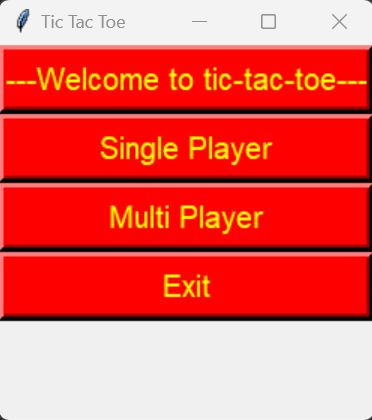 Tic Tac Toe
---Welcome to tic-tac-toe---
Single Player
Multi Player
Exit